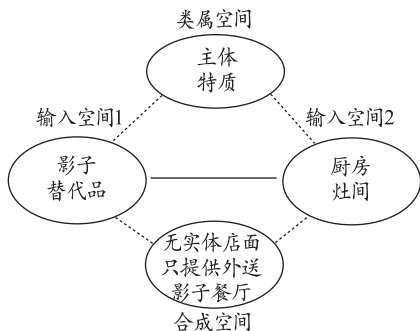 类属空间
主体
特质
输入空间1
输入空间2
影子
替代品
厨房
灶间
无实体店面
只提供外送
影子餐厅
合成空间